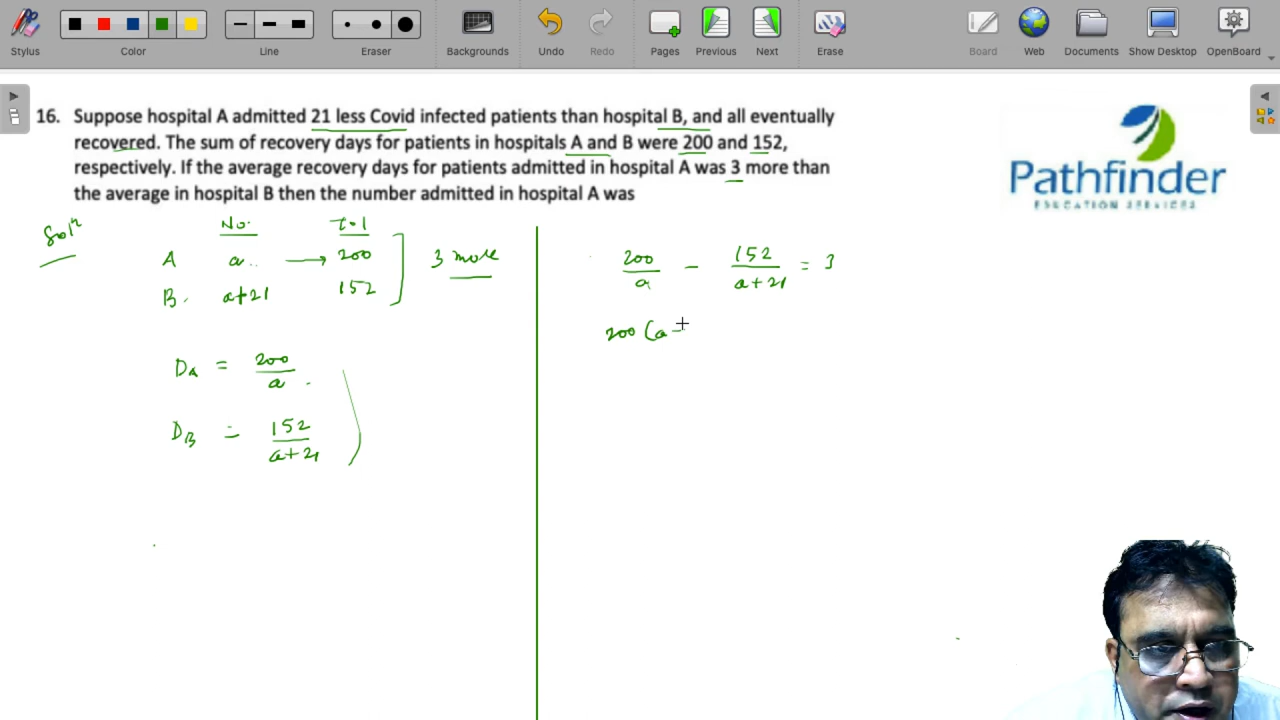 Stylus
Color
Line
Eraser
Backgrounds
Undo
Redo
Pages
Previous
Next
Erase
Board
Web
Documents
Show Desktop
OpenBoard
16. Suppose hospital A admitted 21 less Covid infected patients than hospital B, and all eventually
recovered. The sum of recovery days for patients in hospitals A and B were 200 and 152,
respectively. If the average recovery days for patients admitted in hospital A was 3 more than
the average in hospital B then the number admitted in hospital A was
Pathfinder
EDUCATION SERVICES
Solⁿ
No.
A a → 200
B a+21 152
3 more
D_A = 200/a
D_B = 152/(a+21)
200/a − 152/(a+21) = 3
200 (a